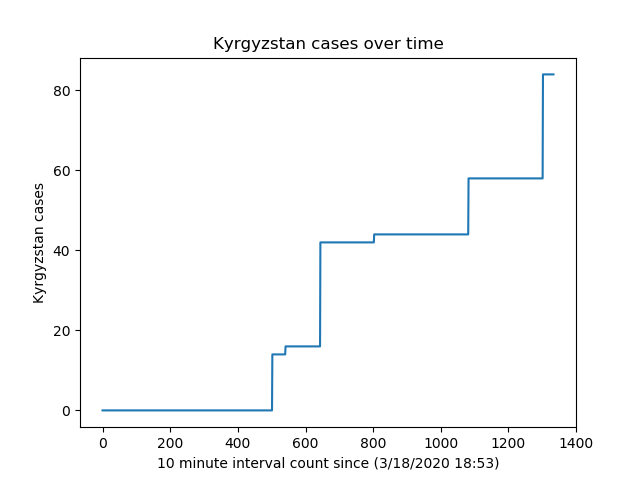 Kyrgyzstan cases over time
Kyrgyzstan cases
80
60
40
20
0
0 200 400 600 800 1000 1200 1400
10 minute interval count since (3/18/2020 18:53)